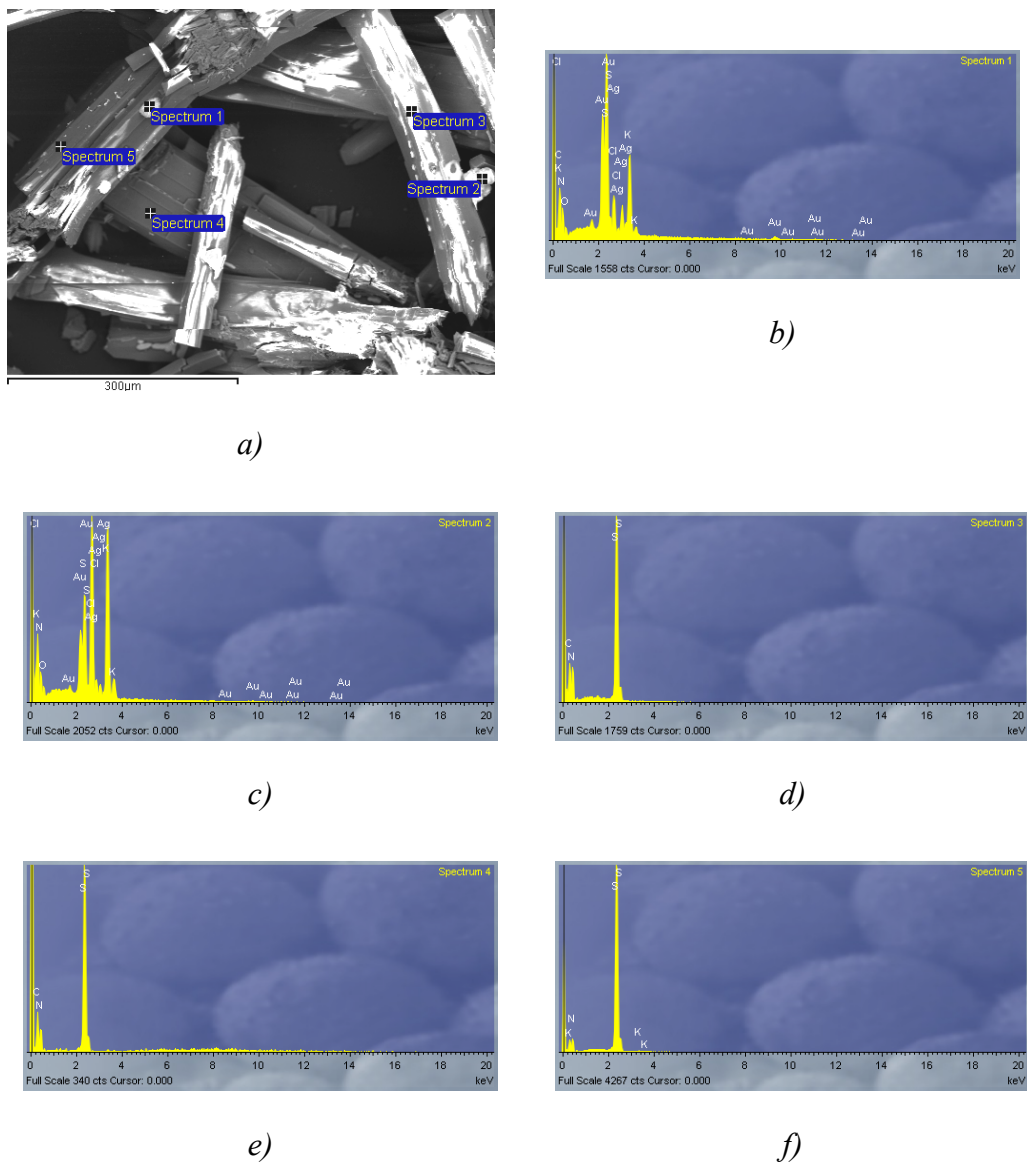 Spectrum 1
Spectrum 3
Spectrum 5
Spectrum 2
Spectrum 4
300µm
a)
Spectrum 1
Cl
Au
S
Ag
Au
S
K
Cl
Ag
Ag
Cl
Ag
C
K
N
O
Au
K
Au
Au
Au
Au
Au
Au
Au
0 2 4 6 8 10 12 14 16 18 20
Full Scale 1558 cts Cursor: 0.000 keV
b)
Spectrum 2
Cl
Au
Ag
Ag
Ag
K
S
Cl
Au
S
Cl
Ag
K
N
O
Au
K
Au
Au
Au
Au
Au
Au
Au
0 2 4 6 8 10 12 14 16 18 20
Full Scale 2052 cts Cursor: 0.000 keV
c)
Spectrum 3
S
S
C
N
0 2 4 6 8 10 12 14 16 18 20
Full Scale 1759 cts Cursor: 0.000 keV
d)
Spectrum 4
S
S
C
N
0 2 4 6 8 10 12 14 16 18 20
Full Scale 340 cts Cursor: 0.000 keV
e)
Spectrum 5
S
S
N
K
K
K
0 2 4 6 8 10 12 14 16 18 20
Full Scale 4267 cts Cursor: 0.000 keV
f)